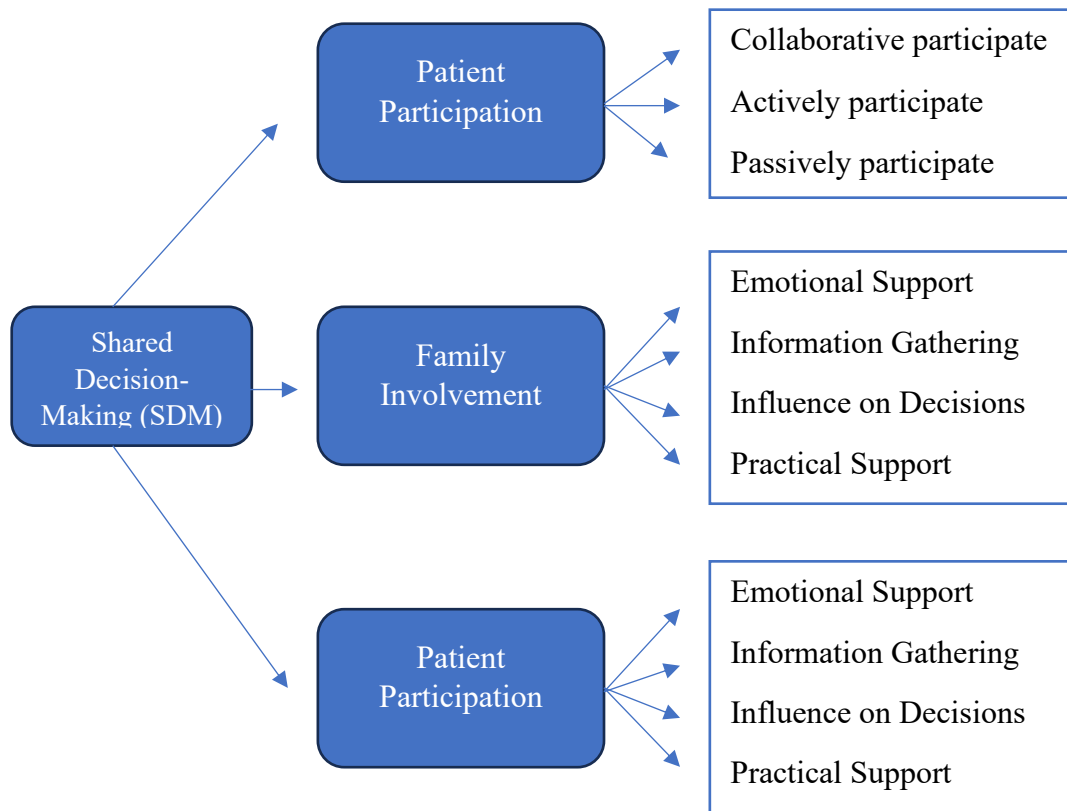 Patient
Participation
Collaborative participate
Actively participate
Passively participate
Shared
Decision-
Making (SDM)
Family
Involvement
Emotional Support
Information Gathering
Influence on Decisions
Practical Support
Patient
Participation
Emotional Support
Information Gathering
Influence on Decisions
Practical Support